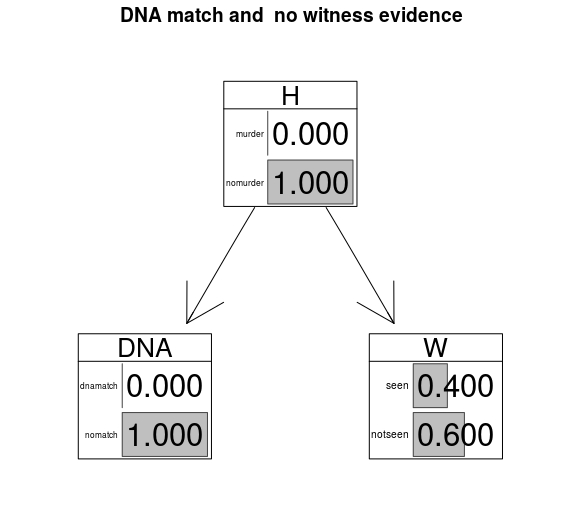 DNA match and  no witness evidence
H
murder 0.000
nomurder 1.000
DNA
dnamatch 0.000
nomatch 1.000
W
seen 0.400
notseen 0.600